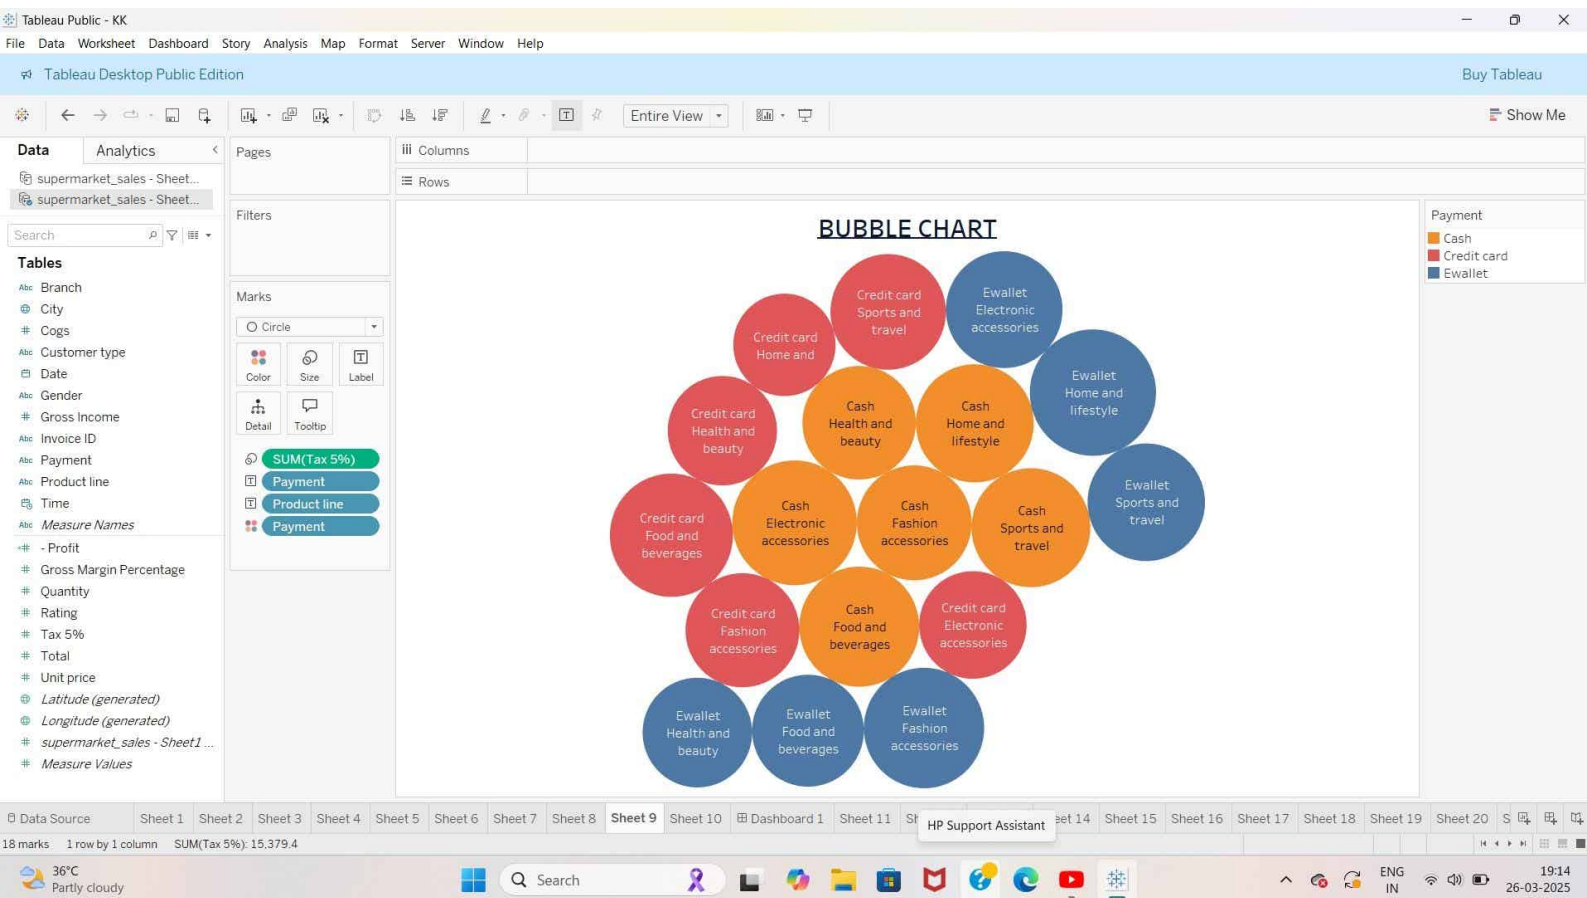 Tableau Public - KK
File Data Worksheet Dashboard Story Analysis Map Format Server Window Help
Tableau Desktop Public Edition
Buy Tableau
Entire View
Show Me
Data
Analytics
supermarket_sales - Sheet...
supermarket_sales - Sheet...
Search
Tables
Abc Branch
City
# Cogs
Abc Customer type
Date
Abc Gender
# Gross Income
Abc Invoice ID
Abc Payment
Abc Product line
Time
Abc Measure Names
=# - Profit
# Gross Margin Percentage
# Quantity
# Rating
# Tax 5%
# Total
# Unit price
Latitude (generated)
Longitude (generated)
# supermarket_sales - Sheet1 ...
# Measure Values
Pages
Filters
Marks
Circle
Color
Size
Label
Detail
Tooltip
SUM(Tax 5%)
Payment
Product line
Payment
Columns
Rows
BUBBLE CHART
Credit card
Sports and
travel
Ewallet
Electronic
accessories
Credit card
Home and
Ewallet
Home and
lifestyle
Credit card
Health and
beauty
Cash
Health and
beauty
Cash
Home and
lifestyle
Ewallet
Sports and
travel
Credit card
Food and
beverages
Cash
Electronic
accessories
Cash
Fashion
accessories
Cash
Sports and
travel
Credit card
Fashion
accessories
Cash
Food and
beverages
Credit card
Electronic
accessories
Ewallet
Health and
beauty
Ewallet
Food and
beverages
Ewallet
Fashion
accessories
Payment
Cash
Credit card
Ewallet
Data Source Sheet 1 Sheet 2 Sheet 3 Sheet 4 Sheet 5 Sheet 6 Sheet 7 Sheet 8 Sheet 9 Sheet 10 Dashboard 1 Sheet 11 Sh et 14 Sheet 15 Sheet 16 Sheet 17 Sheet 18 Sheet 19 Sheet 20 S
HP Support Assistant
18 marks 1 row by 1 column SUM(Tax 5%): 15,379.4
36°C
Partly cloudy
Search
ENG
IN
19:14
26-03-2025